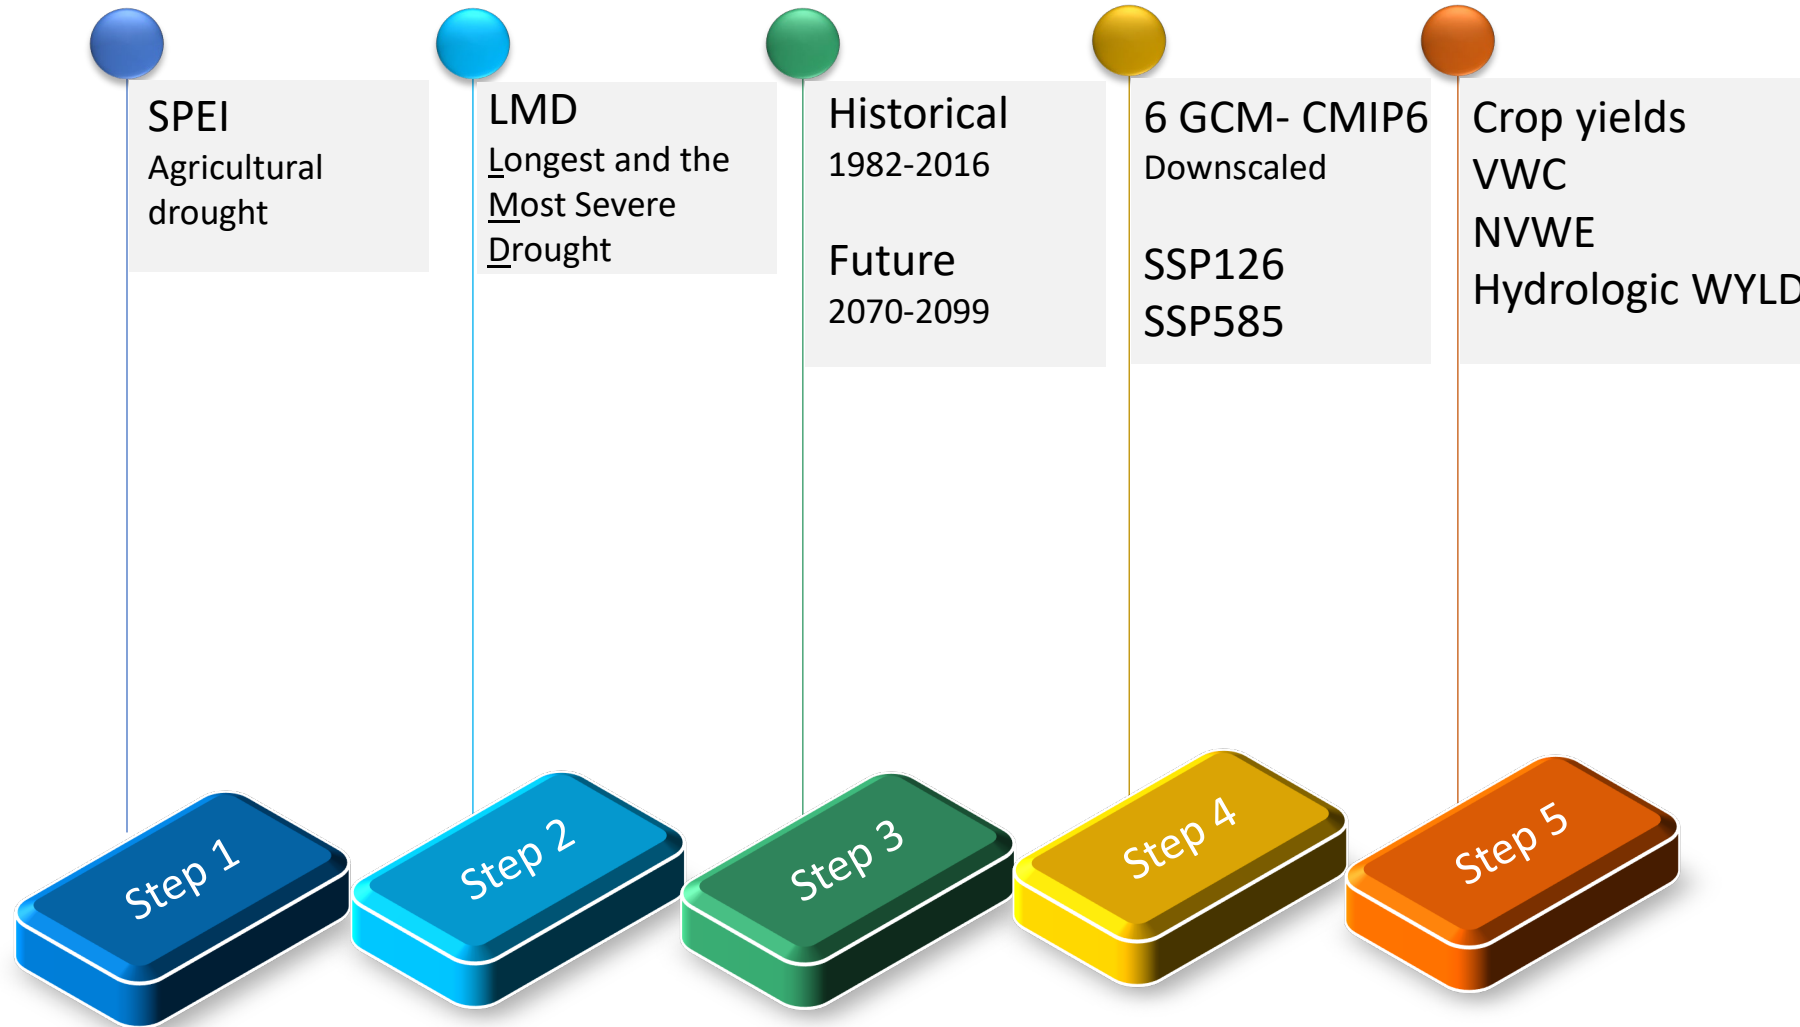 SPEI
Agricultural
drought
LMD
Longest and the
Most Severe
Drought
Historical
1982-2016
Future
2070-2099
6 GCM- CMIP6
Downscaled
SSP126
SSP585
Crop yields
VWC
NVWE
Hydrologic WYLD
Step 1
Step 2
Step 3
Step 4
Step 5